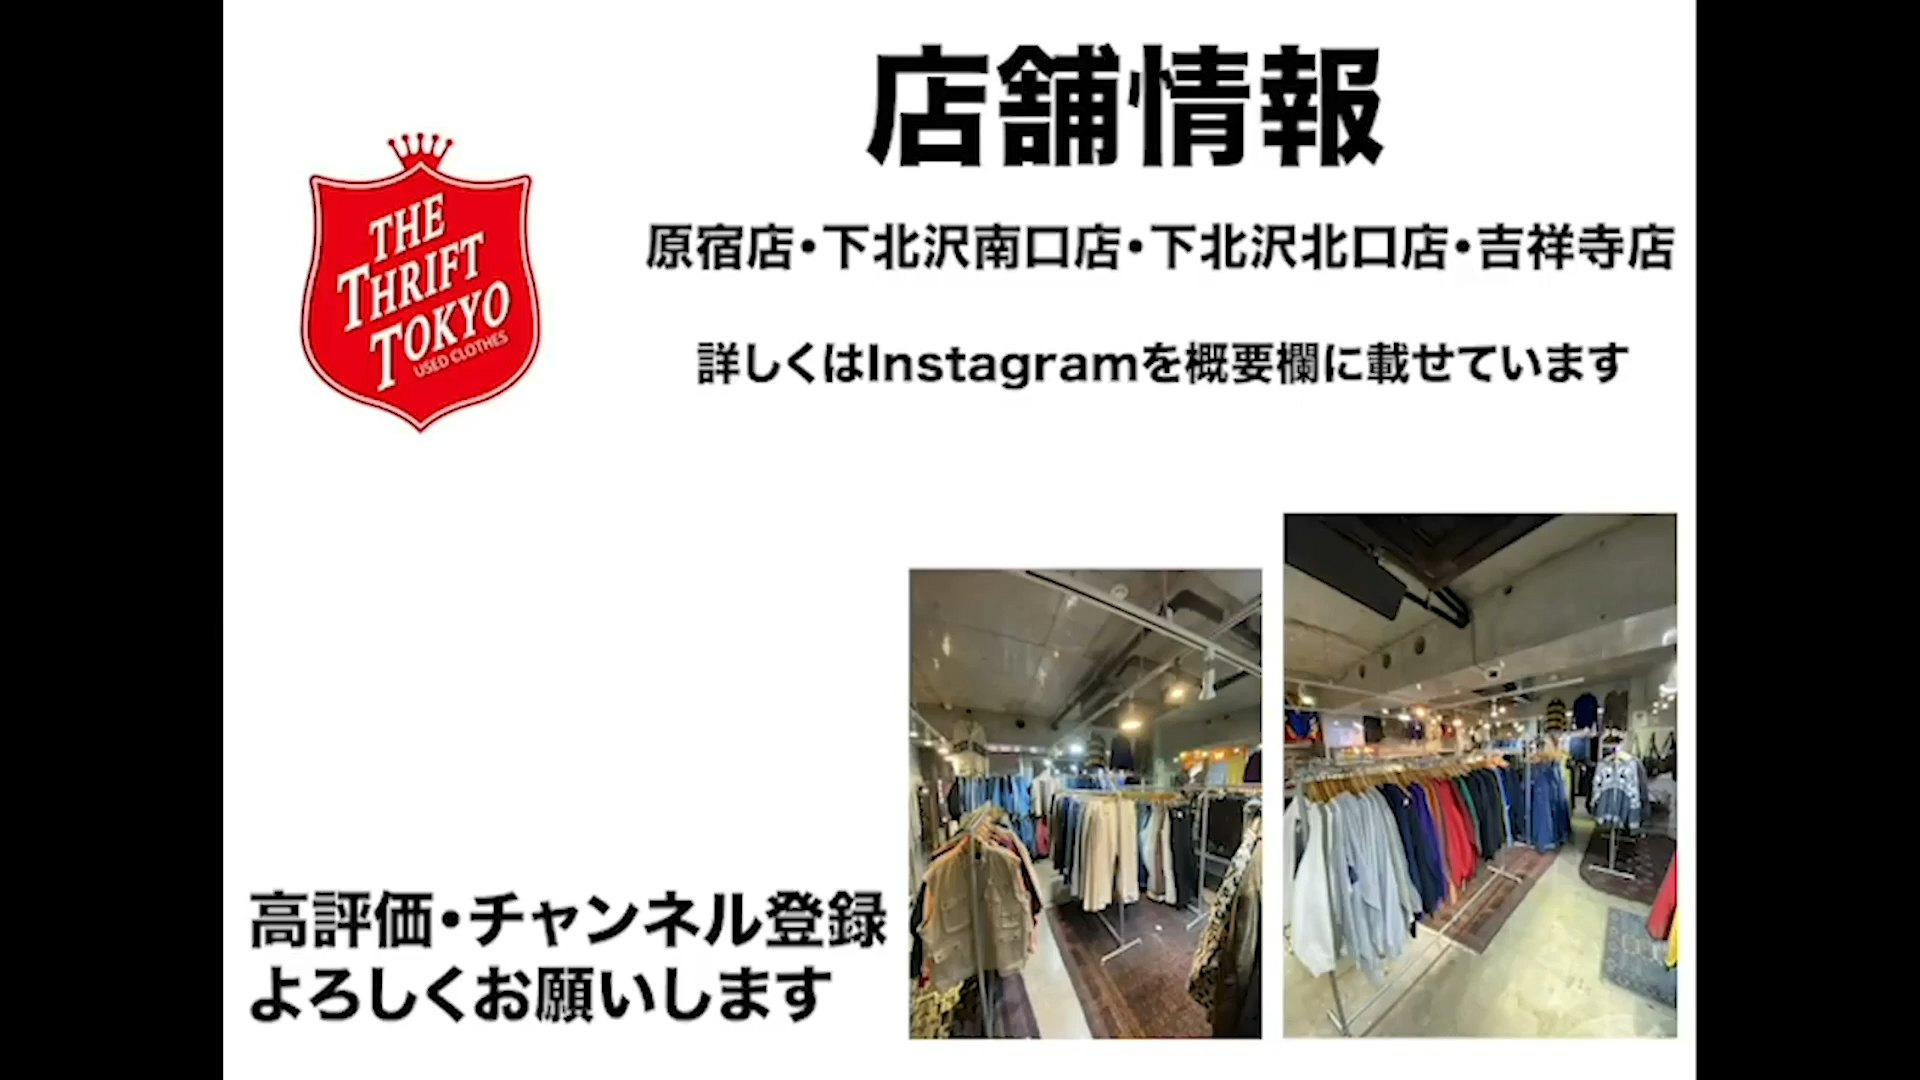 店舗情報
THE
THRIFT
TOKYO
USED CLOTHES
原宿店・下北沢南口店・下北沢北口店・吉祥寺店
詳しくはInstagramを概要欄に載せています
高評価・チャンネル登録
よろしくお願いします